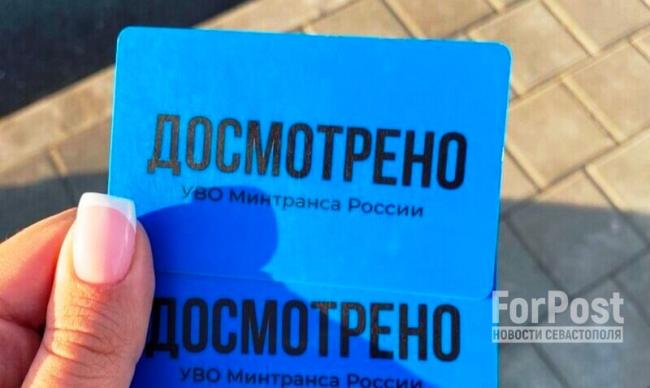 ДОСМОТРЕНО
УВО Минтранса России
ДОСМОТРЕНО
УВО Минтранса России
ForPost
НОВОСТИ СЕВАСТОПОЛЯ